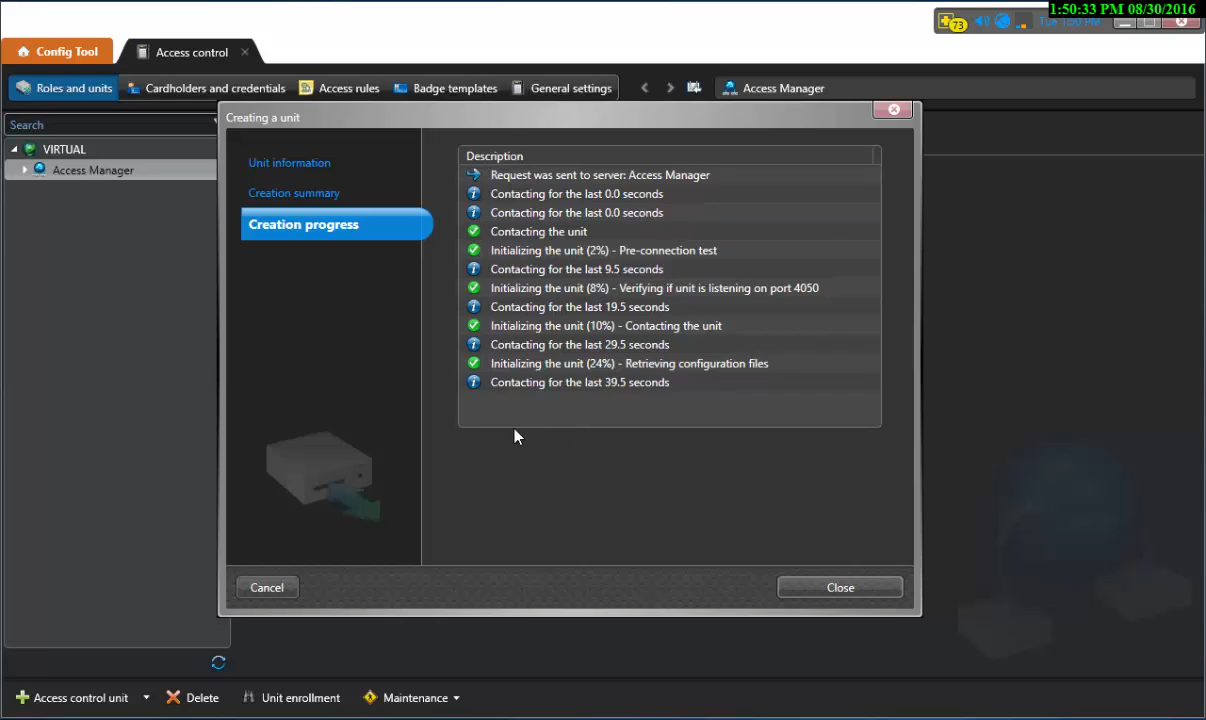 1:50:33 PM 08/30/2016
73
Config Tool
Access control
Roles and units
Cardholders and credentials
Access rules
Badge templates
General settings
Access Manager
Search
Creating a unit
VIRTUAL
Access Manager
Unit information
Creation summary
Creation progress
Description
Request was sent to server: Access Manager
Contacting for the last 0.0 seconds
Contacting for the last 0.0 seconds
Contacting the unit
Initializing the unit (2%) - Pre-connection test
Contacting for the last 9.5 seconds
Initializing the unit (8%) - Verifying if unit is listening on port 4050
Contacting for the last 19.5 seconds
Initializing the unit (10%) - Contacting the unit
Contacting for the last 29.5 seconds
Initializing the unit (24%) - Retrieving configuration files
Contacting for the last 39.5 seconds
Cancel
Close
Access control unit
Delete
Unit enrollment
Maintenance